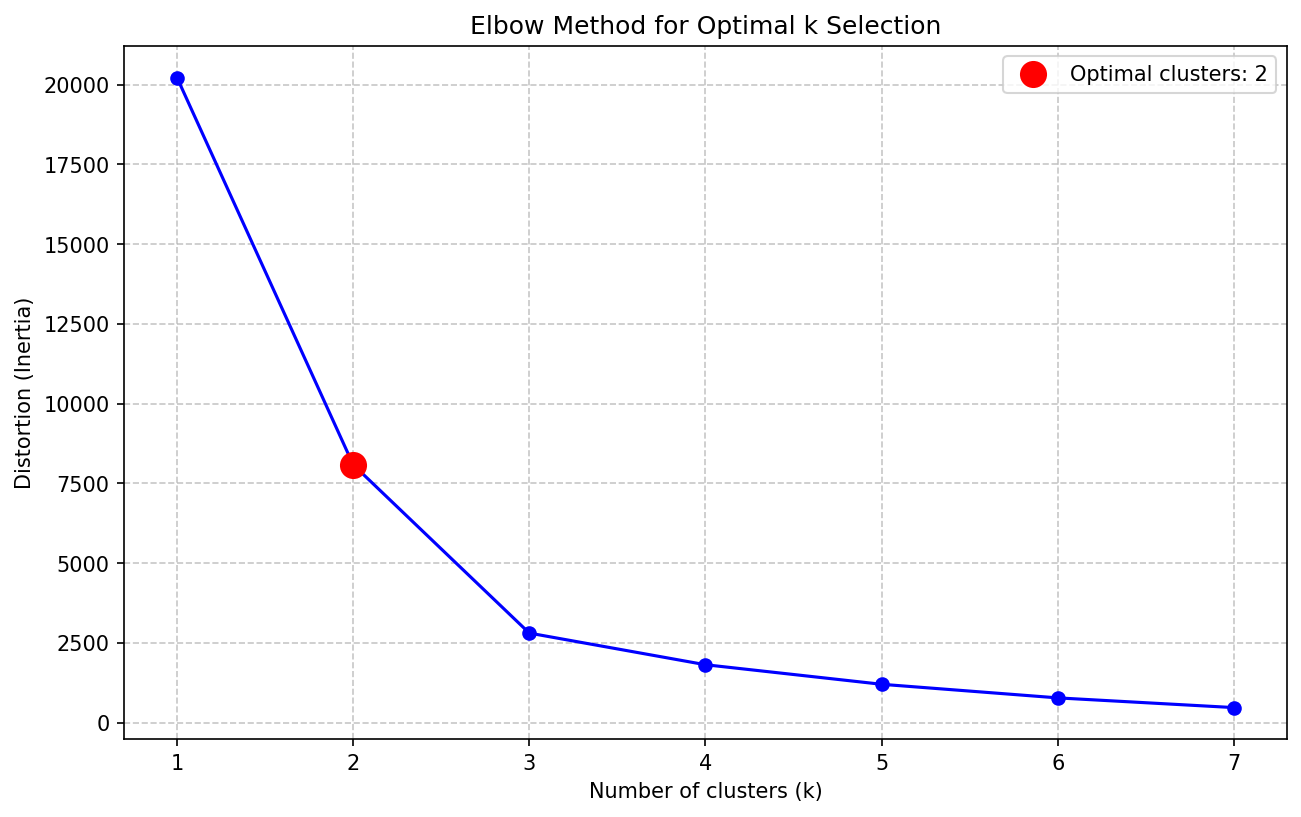 Elbow Method for Optimal k Selection
Optimal clusters: 2
Distortion (Inertia)
20000
17500
15000
12500
10000
7500
5000
2500
0
1 2 3 4 5 6 7
Number of clusters (k)